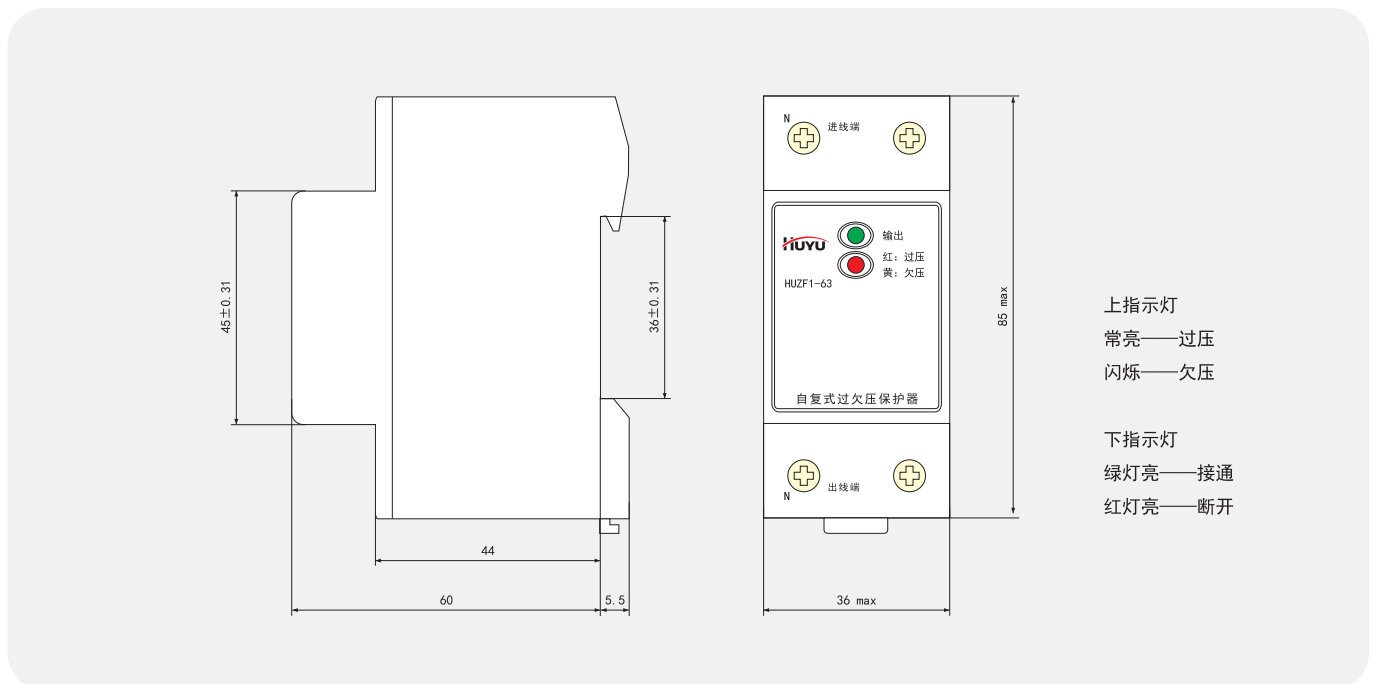 45±0.31
36±0.31
44
60
5.5
N
进线端
HUYU
输出
红: 过压
黄: 欠压
HUZF1-63
自复式过欠压保护器
出线端
N
85 max
36 max
上指示灯
常亮——过压
闪烁——欠压
下指示灯
绿灯亮——接通
红灯亮——断开